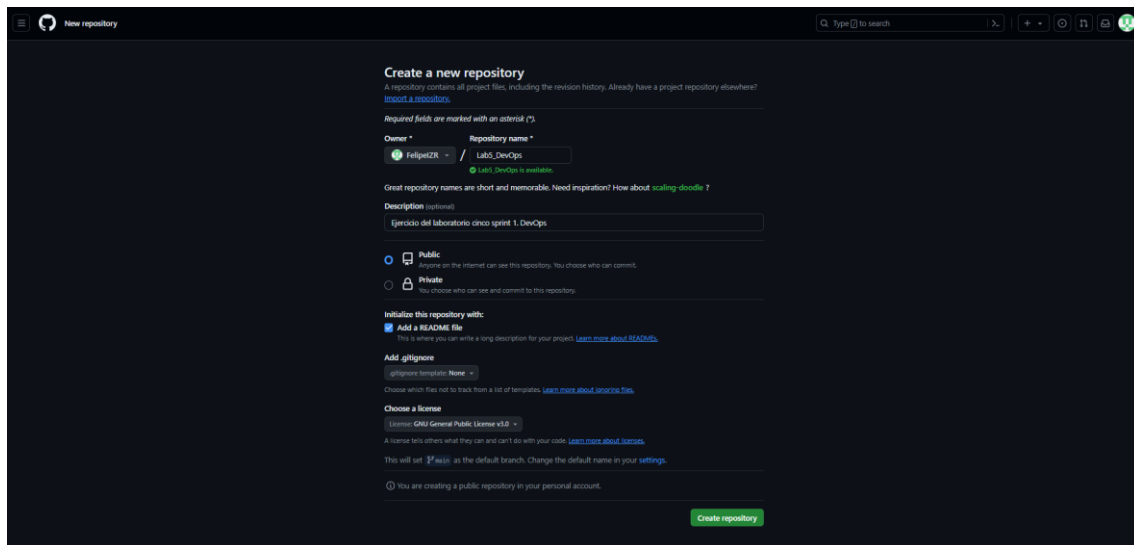 New repository
Type / to search
Create a new repository
A repository contains all project files, including the revision history. Already have a project repository elsewhere?
Import a repository.
Required fields are marked with an asterisk (*).
Owner * Repository name *
FelipeIZR / Lab5_DevOps
Lab5_DevOps is available.
Great repository names are short and memorable. Need inspiration? How about scaling-doodle ?
Description (optional)
Ejercicio del laboratorio cinco sprint 1. DevOps
Public
Anyone on the internet can see this repository. You choose who can commit.
Private
You choose who can see and commit to this repository.
Initialize this repository with:
Add a README file
This is where you can write a long description for your project. Learn more about READMEs.
Add .gitignore
.gitignore template: None
Choose which files not to track from a list of templates. Learn more about ignoring files.
Choose a license
License: GNU General Public License v3.0
A license tells others what they can and can't do with your code. Learn more about licenses.
This will set main as the default branch. Change the default name in your settings.
You are creating a public repository in your personal account.
Create repository